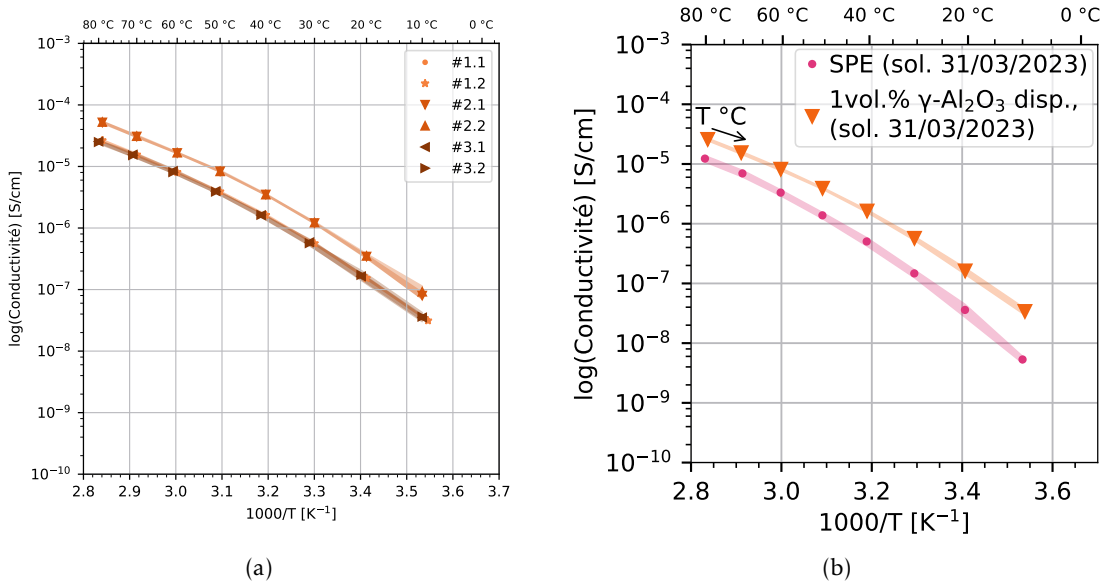 80 °C 70 °C 60 °C 50 °C 40 °C 30 °C 20 °C 10 °C 0 °C
10⁻³
10⁻⁴
10⁻⁵
10⁻⁶
10⁻⁷
10⁻⁸
10⁻⁹
10⁻¹⁰
log(Conductivité) [S/cm]
#1.1
#1.2
#2.1
#2.2
#3.1
#3.2
2.8 2.9 3.0 3.1 3.2 3.3 3.4 3.5 3.6 3.7
1000/T [K⁻¹]
(a)
80 °C 60 °C 40 °C 20 °C 0 °C
10⁻³
10⁻⁴
10⁻⁵
10⁻⁶
10⁻⁷
10⁻⁸
10⁻⁹
10⁻¹⁰
log(Conductivité) [S/cm]
SPE (sol. 31/03/2023)
1vol.% γ-Al₂O₃ disp.,
(sol. 31/03/2023)
T °C
2.8 3.0 3.2 3.4 3.6
1000/T [K⁻¹]
(b)